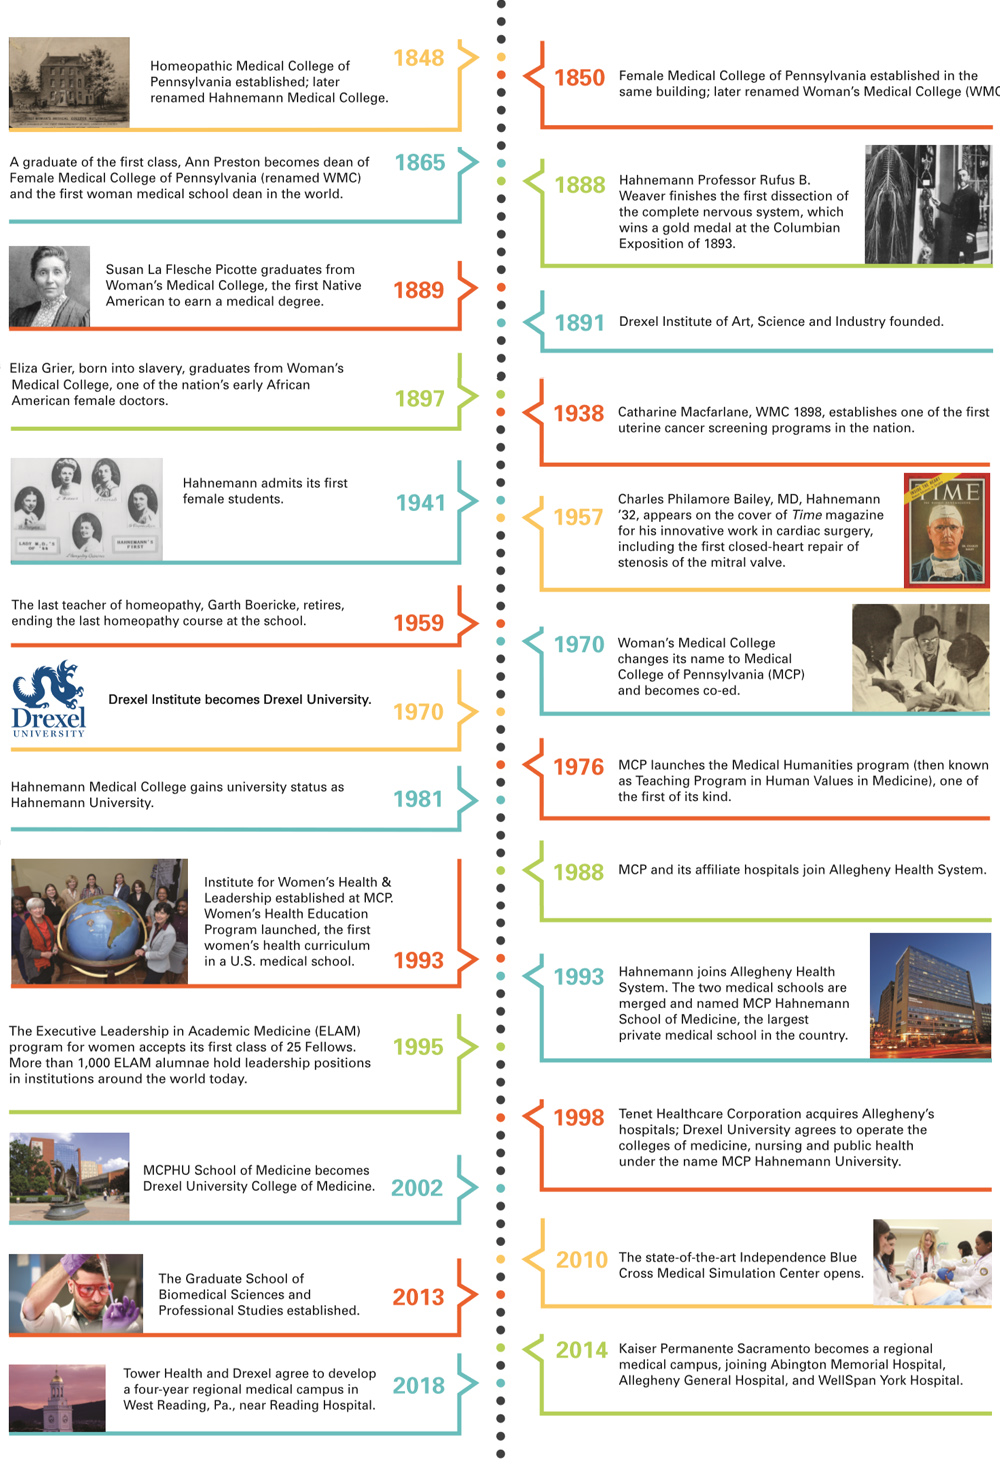 1848
Homeopathic Medical College of
Pennsylvania established; later
renamed Hahnemann Medical College.
1850
Female Medical College of Pennsylvania established in the
same building; later renamed Woman's Medical College (WMC
1865
A graduate of the first class, Ann Preston becomes dean of
Female Medical College of Pennsylvania (renamed WMC)
and the first woman medical school dean in the world.
1888
Hahnemann Professor Rufus B.
Weaver finishes the first dissection of
the complete nervous system, which
wins a gold medal at the Columbian
Exposition of 1893.
1889
Susan La Flesche Picotte graduates from
Woman's Medical College, the first Native
American to earn a medical degree.
1891
Drexel Institute of Art, Science and Industry founded.
1897
Eliza Grier, born into slavery, graduates from Woman's
Medical College, one of the nation's early African
American female doctors.
1938
Catharine Macfarlane, WMC 1898, establishes one of the first
uterine cancer screening programs in the nation.
1941
Hahnemann admits its first
female students.
LADY M.D.'S
HAHNEMANN'S
FIRST
1957
Charles Philamore Bailey, MD, Hahnemann
'32, appears on the cover of Time magazine
for his innovative work in cardiac surgery,
including the first closed-heart repair of
stenosis of the mitral valve.
TIME
1959
The last teacher of homeopathy, Garth Boericke, retires,
ending the last homeopathy course at the school.
1970
Woman's Medical College
changes its name to Medical
College of Pennsylvania (MCP)
and becomes co-ed.
Drexel
UNIVERSITY
Drexel Institute becomes Drexel University.
1970
1976
MCP launches the Medical Humanities program (then known
as Teaching Program in Human Values in Medicine), one of
the first of its kind.
1981
Hahnemann Medical College gains university status as
Hahnemann University.
1988
MCP and its affiliate hospitals join Allegheny Health System.
1993
Institute for Women's Health &
Leadership established at MCP.
Women's Health Education
Program launched, the first
women's health curriculum
in a U.S. medical school.
1993
Hahnemann joins Allegheny Health
System. The two medical schools are
merged and named MCP Hahnemann
School of Medicine, the largest
private medical school in the country.
1995
The Executive Leadership in Academic Medicine (ELAM)
program for women accepts its first class of 25 Fellows.
More than 1,000 ELAM alumnae hold leadership positions
in institutions around the world today.
1998
Tenet Healthcare Corporation acquires Allegheny's
hospitals; Drexel University agrees to operate the
colleges of medicine, nursing and public health
under the name MCP Hahnemann University.
2002
MCPHU School of Medicine becomes
Drexel University College of Medicine.
2010
The state-of-the-art Independence Blue
Cross Medical Simulation Center opens.
2013
The Graduate School of
Biomedical Sciences and
Professional Studies established.
2014
Kaiser Permanente Sacramento becomes a regional
medical campus, joining Abington Memorial Hospital,
Allegheny General Hospital, and WellSpan York Hospital.
2018
Tower Health and Drexel agree to develop
a four-year regional medical campus in
West Reading, Pa., near Reading Hospital.